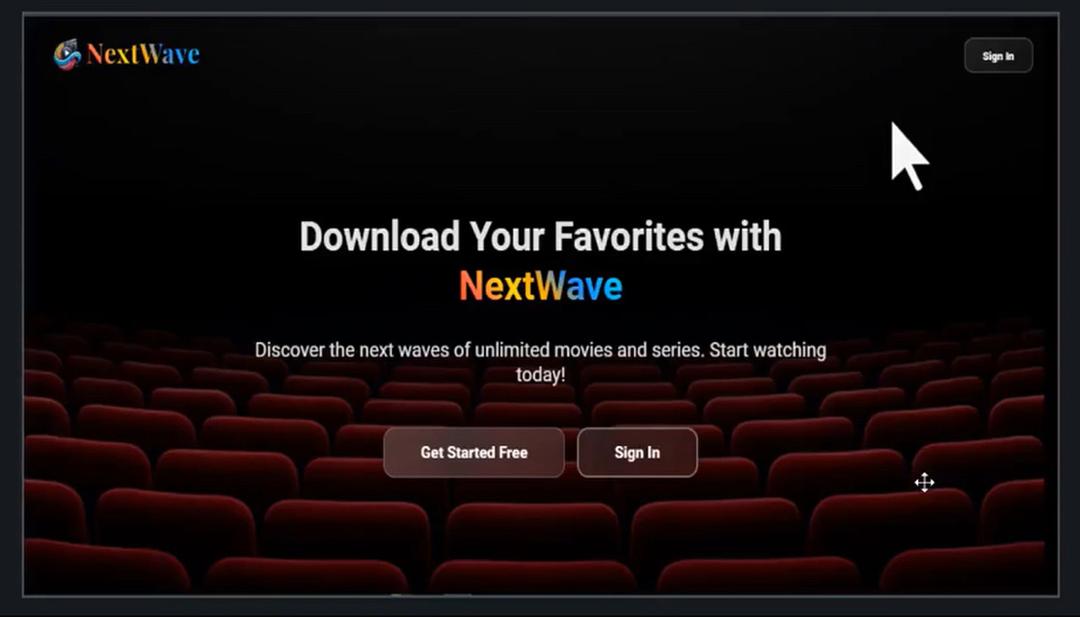 NextWave
Sign In
Download Your Favorites with
NextWave
Discover the next waves of unlimited movies and series. Start watching
today!
Get Started Free
Sign In